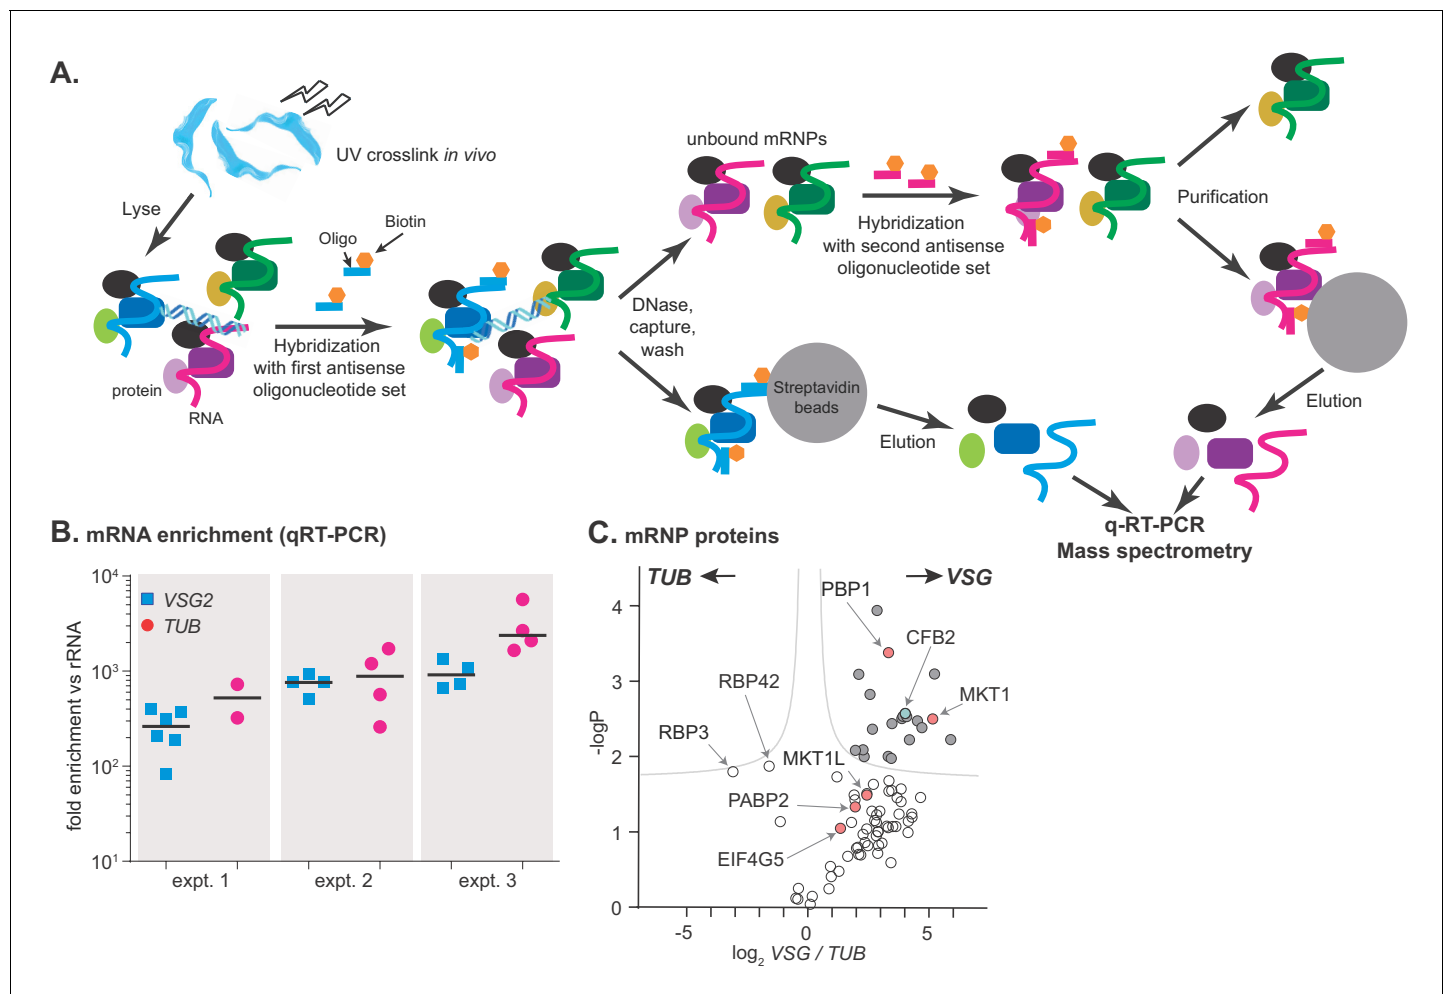 A.
UV crosslink in vivo
Lyse
Oligo
Biotin
protein
RNA
Hybridization
with first antisense
oligonucleotide set
DNase,
capture,
wash
unbound mRNPs
Hybridization
with second antisense
oligonucleotide set
Purification
Streptavidin
beads
Elution
Elution
q-RT-PCR
Mass spectrometry
B. mRNA enrichment (qRT-PCR)
fold enrichment vs rRNA
10⁴
10³
10²
10¹
VSG2
TUB
expt. 1
expt. 2
expt. 3
C. mRNP proteins
TUB
VSG
PBP1
CFB2
MKT1
RBP42
RBP3
MKT1L
PABP2
EIF4G5
-logP
4
3
2
1
0
-5
0
5
log₂ VSG / TUB